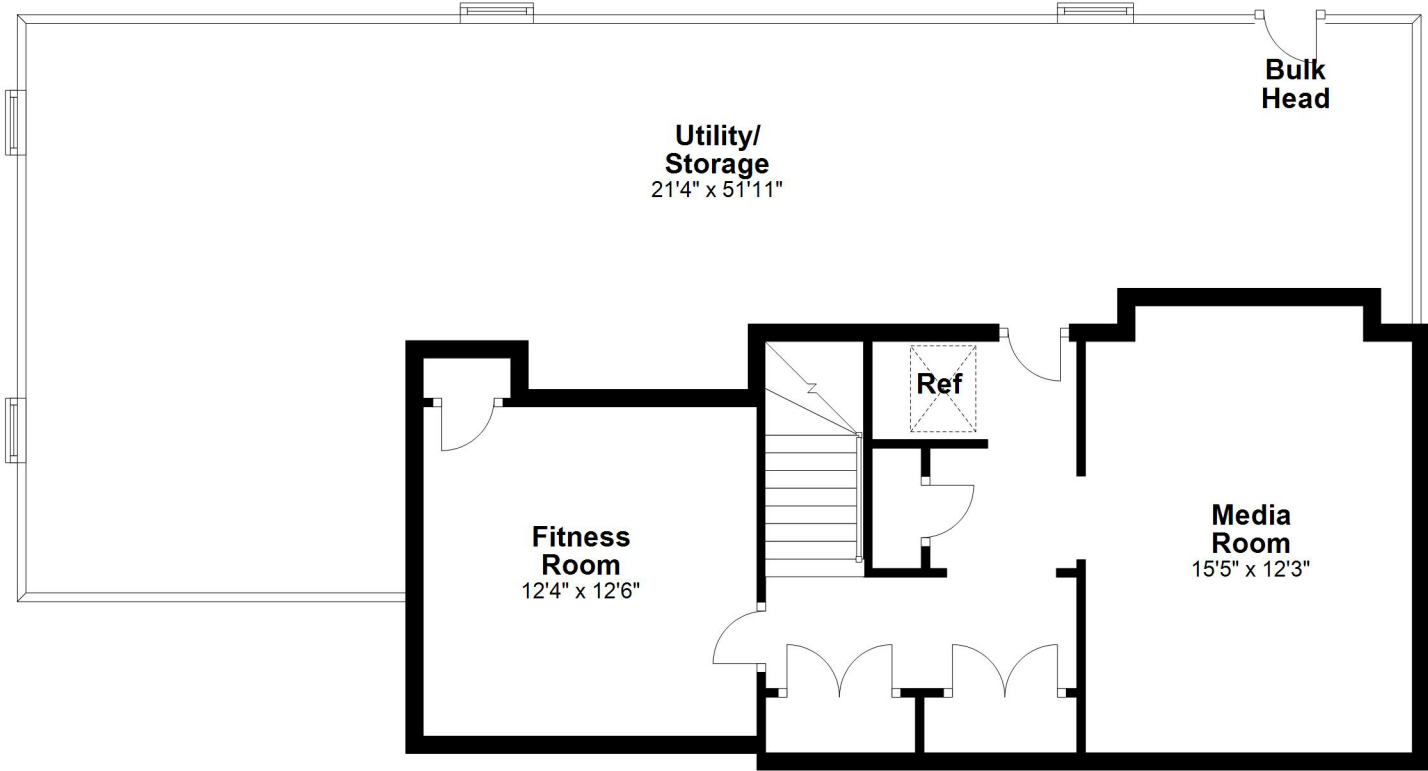 Bulk
Head
Utility/
Storage
21'4" x 51'11"
Ref
Fitness
Room
12'4" x 12'6"
Media
Room
15'5" x 12'3"